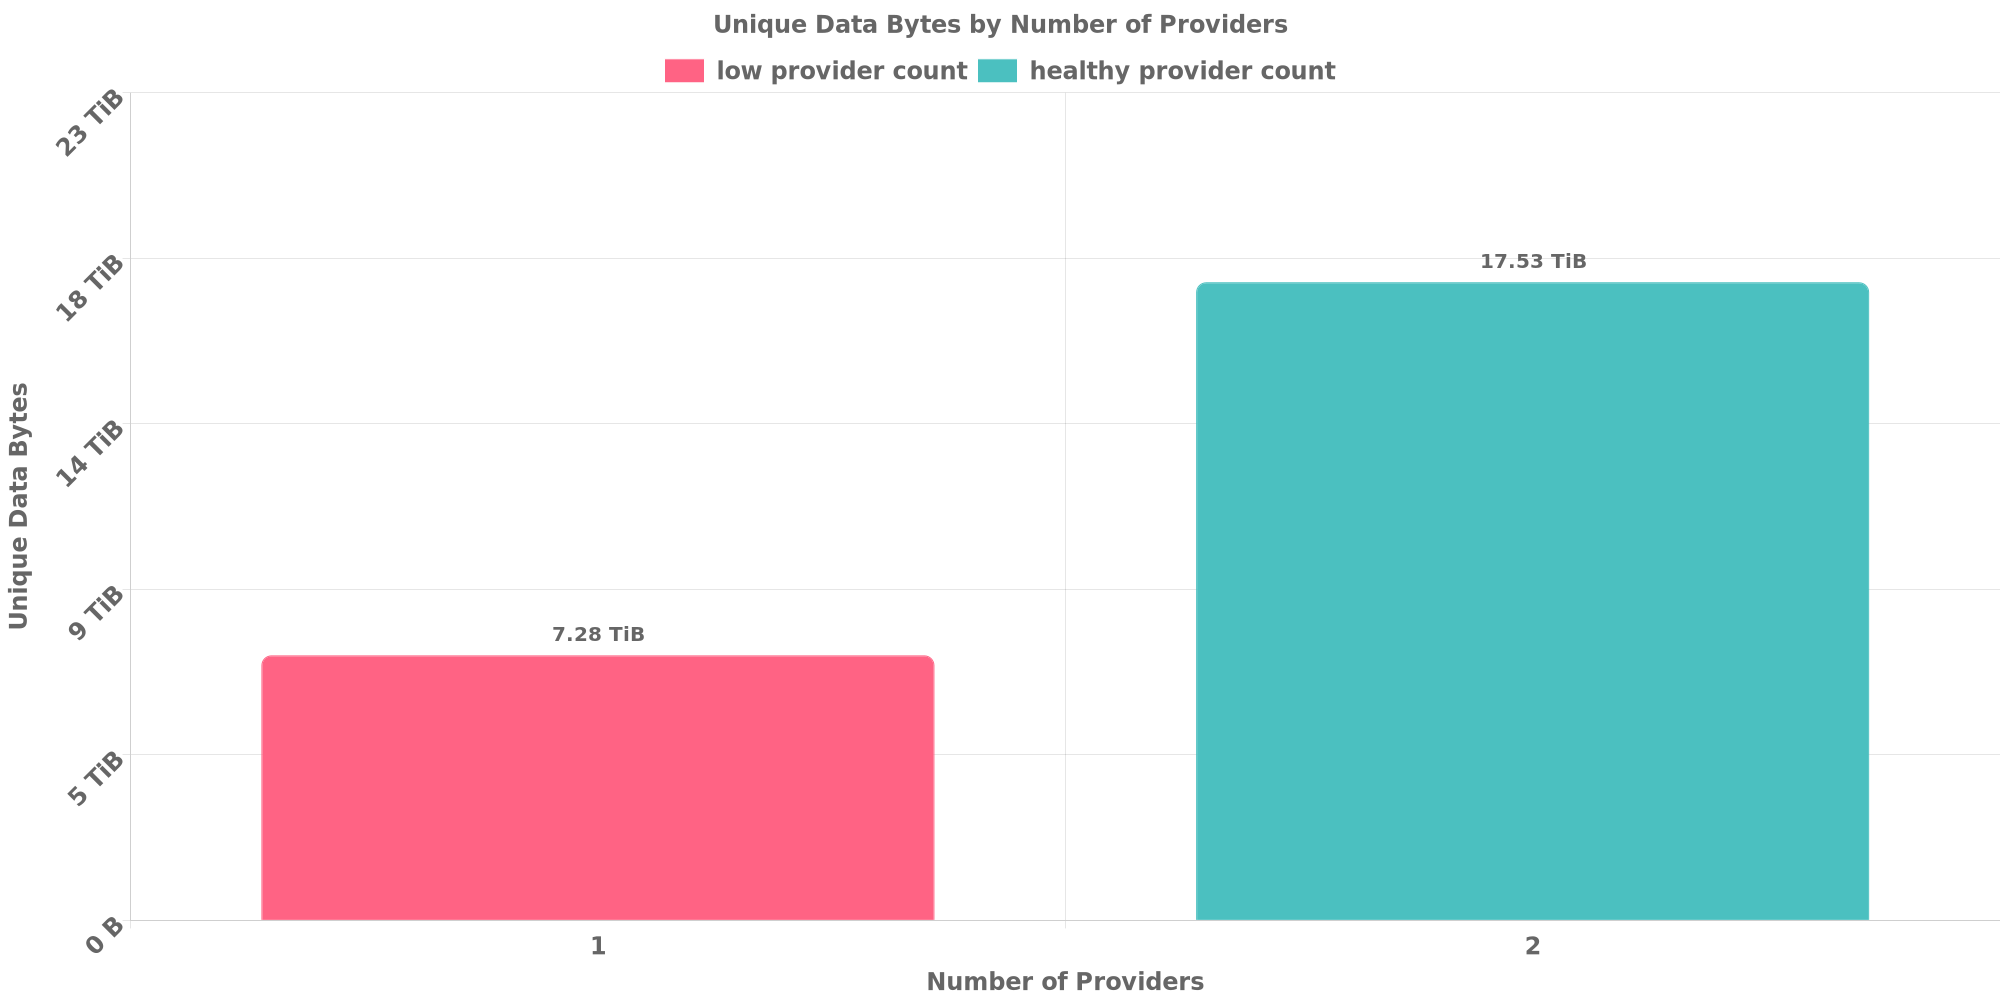 Unique Data Bytes by Number of Providers
low provider count healthy provider count
23 TiB
18 TiB
14 TiB
9 TiB
5 TiB
0 B
Unique Data Bytes
7.28 TiB
17.53 TiB
1 2
Number of Providers